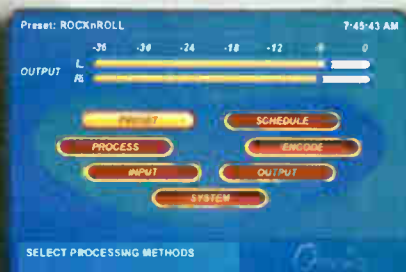 Preset: ROCKnROLL 7:45:43 AM
-36 -30 -24 -18 -12 -6 0
L
OUTPUT
R
PRESET SCHEDULE
PROCESS ENCODE
INPUT OUTPUT
SYSTEM
SELECT PROCESSING METHODS